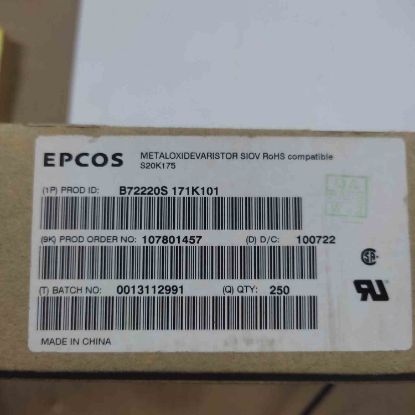 EPCOS
METALOXIDEVARISTOR SIOV RoHS compatible
S20K175
(1P) PROD ID: B72220S 171K101
(9K) PROD ORDER NO: 107801457 (D) D/C: 100722
(T) BATCH NO: 0013112991 (Q) QTY: 250
MADE IN CHINA